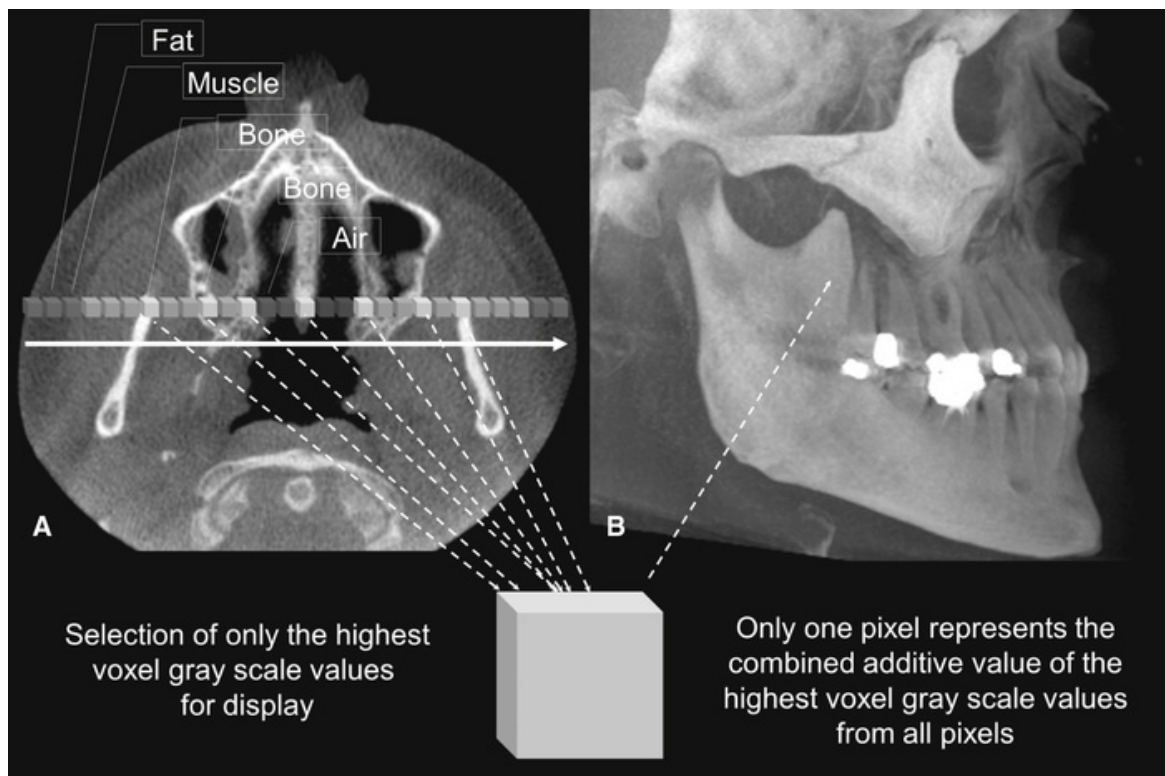 Fat
Muscle
Bone
Bone
Air
A
B
Selection of only the highest
voxel gray scale values
for display
Only one pixel represents the
combined additive value of the
highest voxel gray scale values
from all pixels